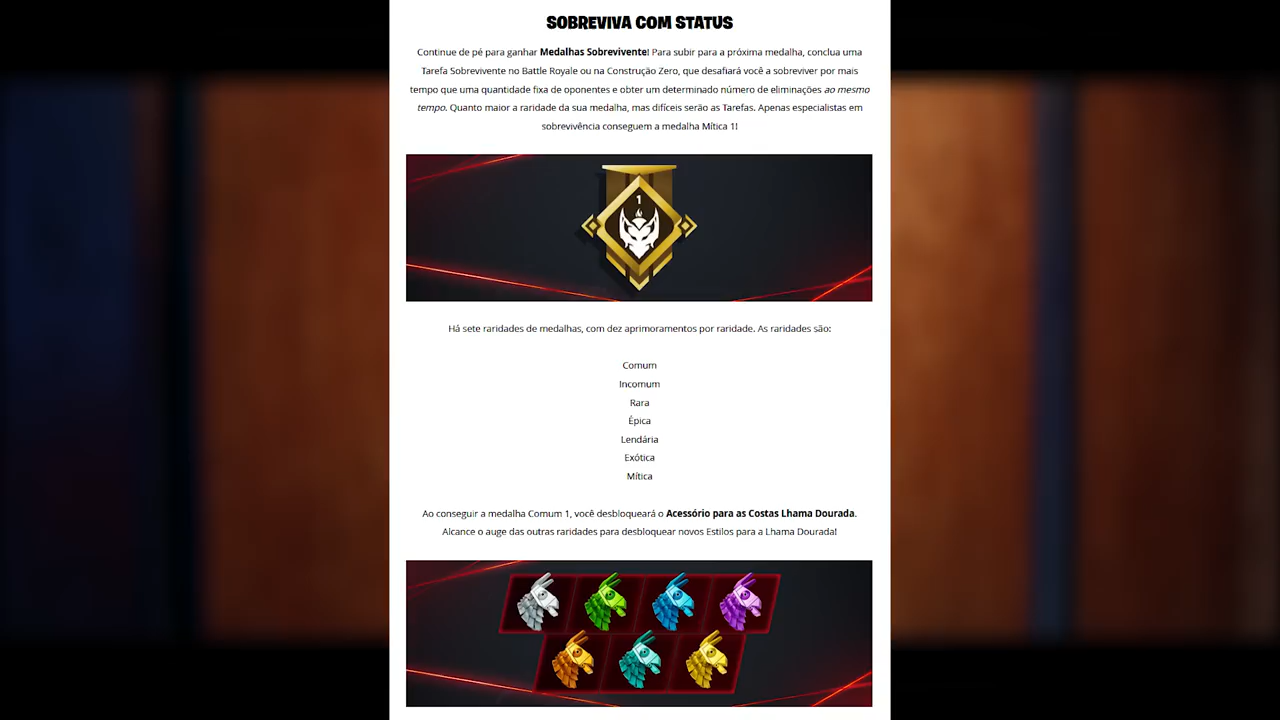 SOBREVIVA COM STATUS
Continue de pé para ganhar Medalhas Sobrevivente! Para subir para a próxima medalha, conclua uma
Tarefa Sobrevivente no Battle Royale ou na Construção Zero, que desafiará você a sobreviver por mais
tempo que uma quantidade fixa de oponentes e obter um determinado número de eliminações ao mesmo
tempo. Quanto maior a raridade da sua medalha, mas difíceis serão as Tarefas. Apenas especialistas em
sobrevivência conseguem a medalha Mítica 1!
1
Há sete raridades de medalhas, com dez aprimoramentos por raridade. As raridades são:
Comum
Incomum
Rara
Épica
Lendária
Exótica
Mítica
Ao conseguir a medalha Comum 1, você desbloqueará o Acessório para as Costas Lhama Dourada.
Alcance o auge das outras raridades para desbloquear novos Estilos para a Lhama Dourada!